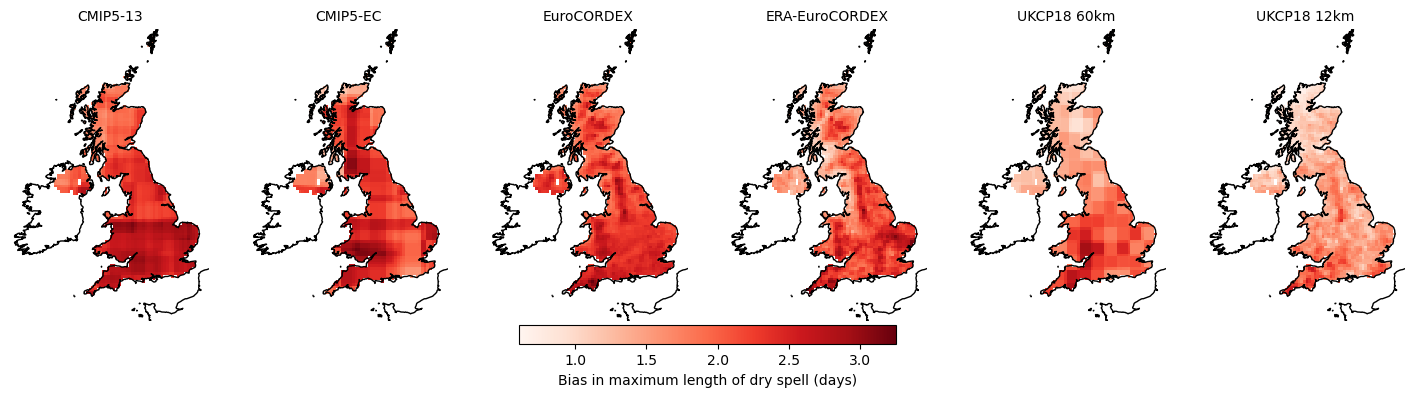 CMIP5-13
CMIP5-EC
EuroCORDEX
ERA-EuroCORDEX
UKCP18 60km
UKCP18 12km
1.0
1.5
2.0
2.5
3.0
Bias in maximum length of dry spell (days)